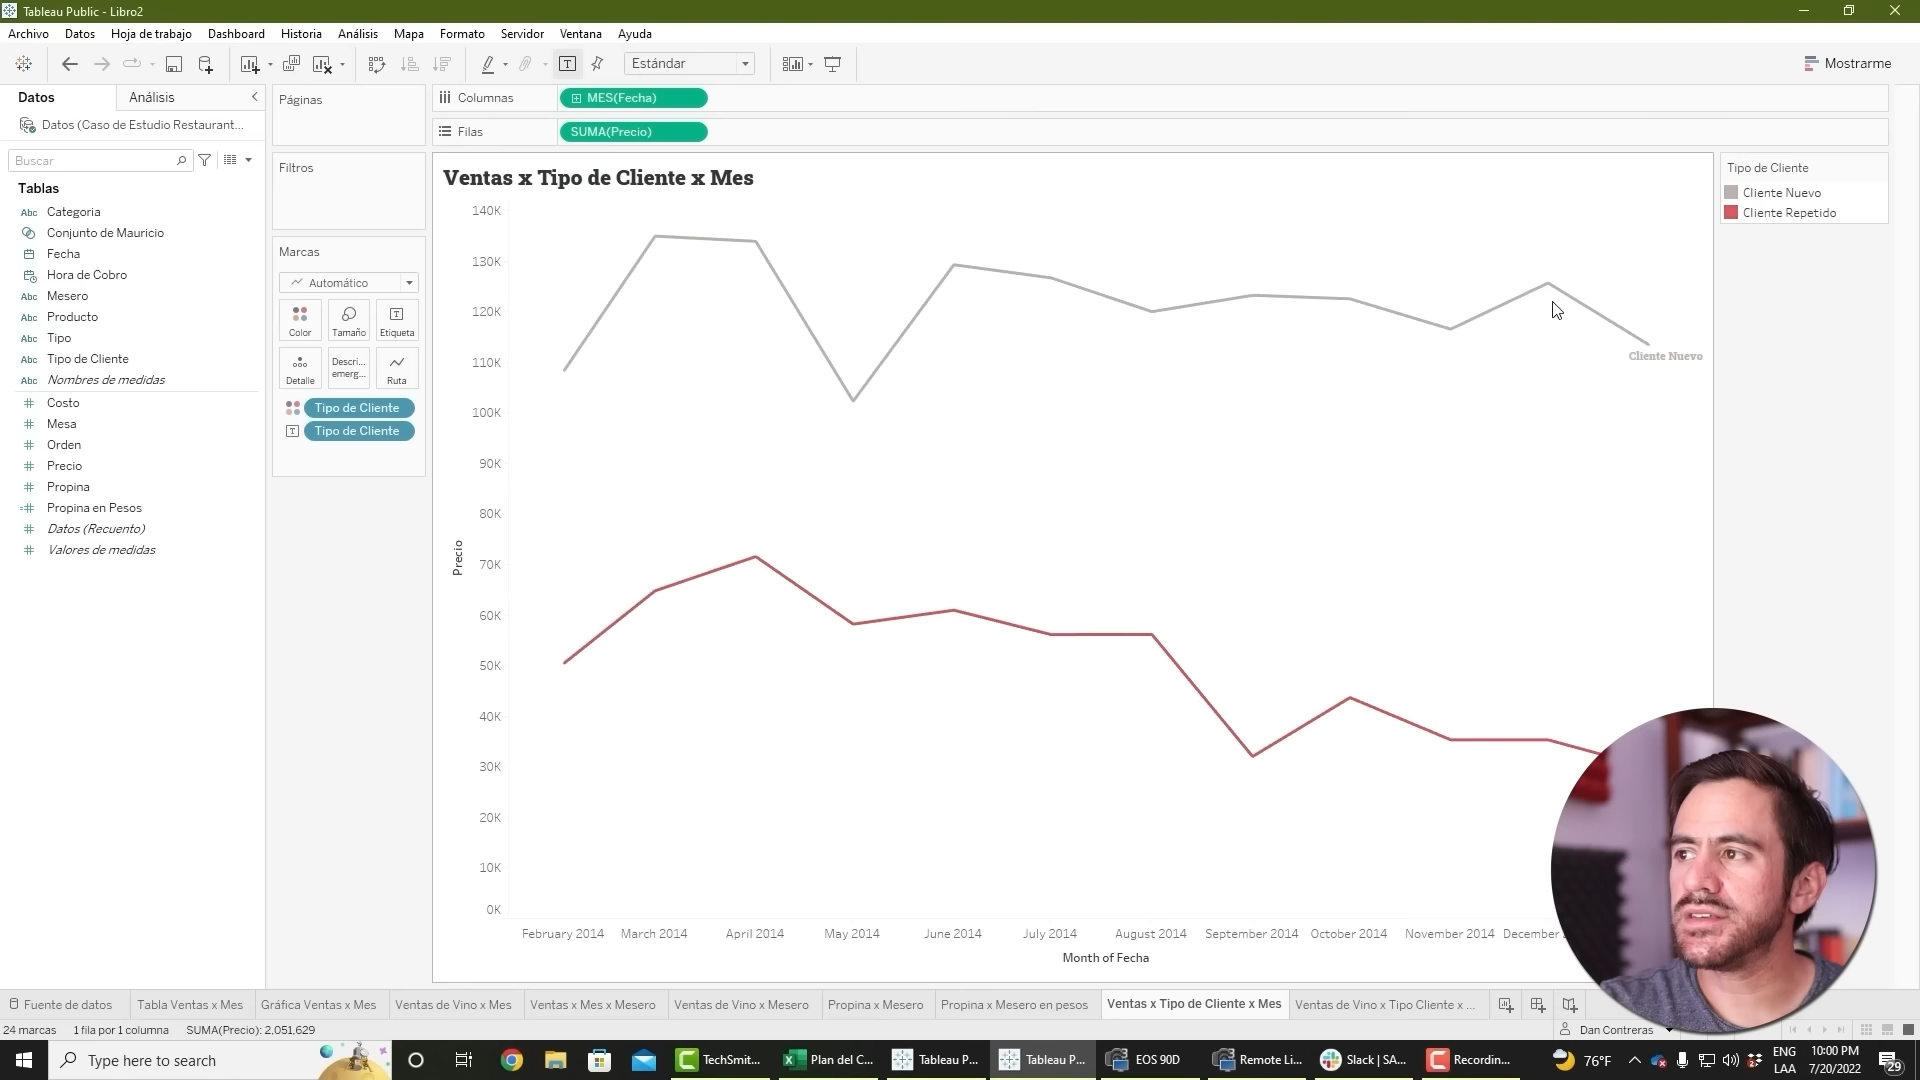 Tableau Public - Libro2
Archivo Datos Hoja de trabajo Dashboard Historia Análisis Mapa Formato Servidor Ventana Ayuda
Estándar
Mostrarme
Datos Análisis
Datos (Caso de Estudio Restaurant...
Buscar
Tablas
Abc Categoria
Conjunto de Mauricio
Fecha
Hora de Cobro
Abc Mesero
Abc Producto
Abc Tipo
Abc Tipo de Cliente
Abc Nombres de medidas
Costo
Mesa
Orden
Precio
Propina
Propina en Pesos
Datos (Recuento)
Valores de medidas
Páginas
Filtros
Marcas
Automático
Color Tamaño Etiqueta
Detalle Descri... emerg... Ruta
Tipo de Cliente
Tipo de Cliente
Columnas MES(Fecha)
Filas SUMA(Precio)
Ventas x Tipo de Cliente x Mes
140K
130K
120K
110K
100K
90K
80K
70K
60K
50K
40K
30K
20K
10K
0K
Precio
Cliente Nuevo
February 2014 March 2014 April 2014 May 2014 June 2014 July 2014 August 2014 September 2014 October 2014 November 2014 December
Month of Fecha
Tipo de Cliente
Cliente Nuevo
Cliente Repetido
Fuente de datos Tabla Ventas x Mes Gráfica Ventas x Mes Ventas de Vino x Mes Ventas x Mes x Mesero Ventas de Vino x Mesero Propina x Mesero Propina x Mesero en pesos Ventas x Tipo de Cliente x Mes Ventas de Vino x Tipo Cliente x ...
24 marcas 1 fila por 1 columna SUMA(Precio): 2,051,629
Dan Contreras
Type here to search
TechSmit... Plan del C... Tableau P... Tableau P... EOS 90D Remote Li... Slack | SA... Recordin...
76°F
ENG
LAA
10:00 PM
7/20/2022
29